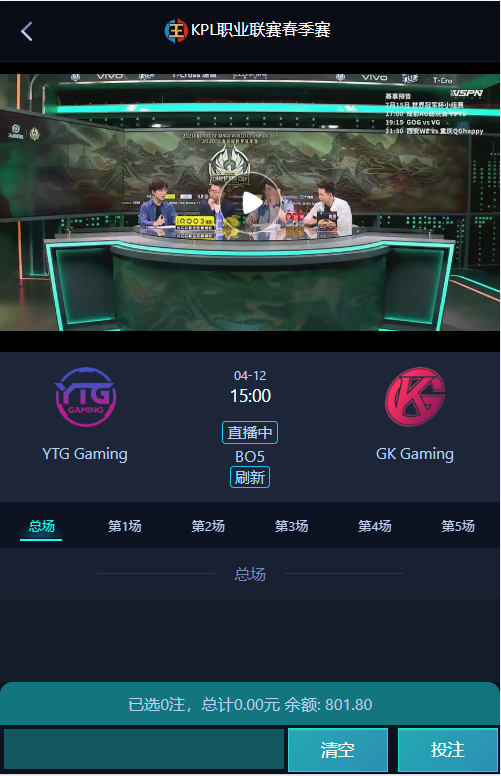 KPL职业联赛春季赛
赛事预告
7月15日 世界冠军杯小组赛
19:15 GOG vs VG
21:30 西安WE vs 重庆QGhappy
VSPN
vivo
T-Cro
iQOO 3
YTG
GAMING
04-12
15:00
直播中
YTG Gaming
BO5
GK Gaming
刷新
总场
第1场
第2场
第3场
第4场
第5场
总场
已选0注，总计0.00元 余额: 801.80
清空
投注